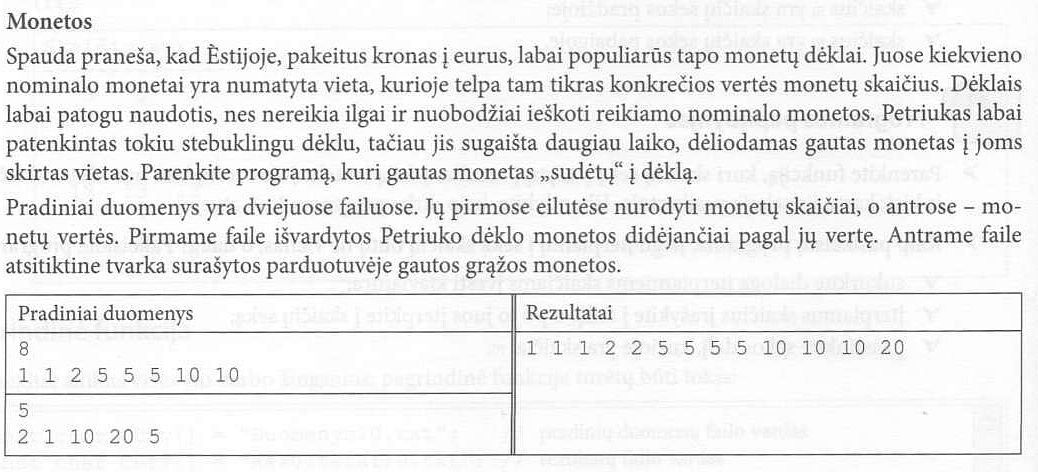 Monetos
Spauda praneša, kad Èstijoje, pakeitus kronas į eurus, labai populiarūs tapo monetų dėklai. Juose kiekvieno
nominalo monetai yra numatyta vieta, kurioje telpa tam tikras konkrečios vertės monetų skaičius. Dėklais
labai patogu naudotis, nes nereikia ilgai ir nuobodžiai ieškoti reikiamo nominalo monetos. Petriukas labai
patenkintas tokiu stebuklingu dėklu, tačiau jis sugaišta daugiau laiko, dėliodamas gautas monetas į joms
skirtas vietas. Parenkite programą, kuri gautas monetas „sudėtų“ į dėklą.
Pradiniai duomenys yra dviejuose failuose. Jų pirmose eilutėse nurodyti monetų skaičiai, o antrose – mo-
netų vertės. Pirmame faile išvardytos Petriuko dėklo monetos didėjančiai pagal jų vertę. Antrame faile
atsitiktine tvarka surašytos parduotuvėje gautos grąžos monetos.
Pradiniai duomenys
8
1 1 2 5 5 5 10 10
5
2 1 10 20 5
Rezultatai
1 1 1 2 2 5 5 5 5 10 10 10 20